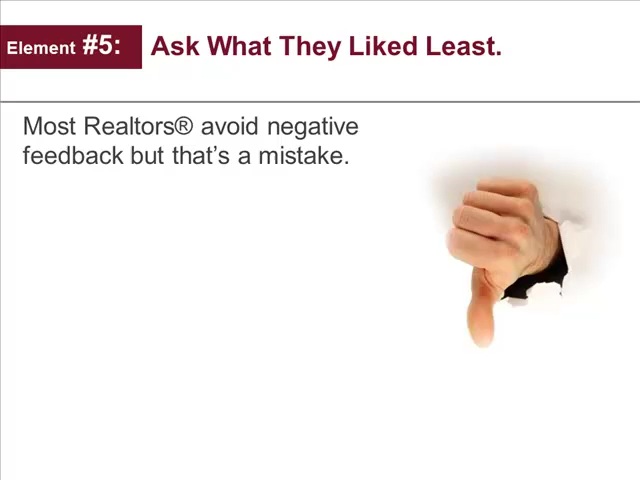 Element #5: Ask What They Liked Least.
Most Realtors® avoid negative
feedback but that’s a mistake.